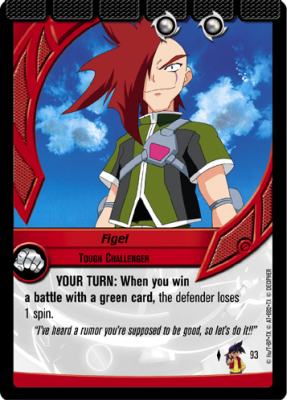 Figel
TOUGH CHALLENGER
YOUR TURN: When you win
a battle with a green card, the defender loses
1 spin.
"I've heard a rumor you're supposed to be good, so let's do it!!"
93